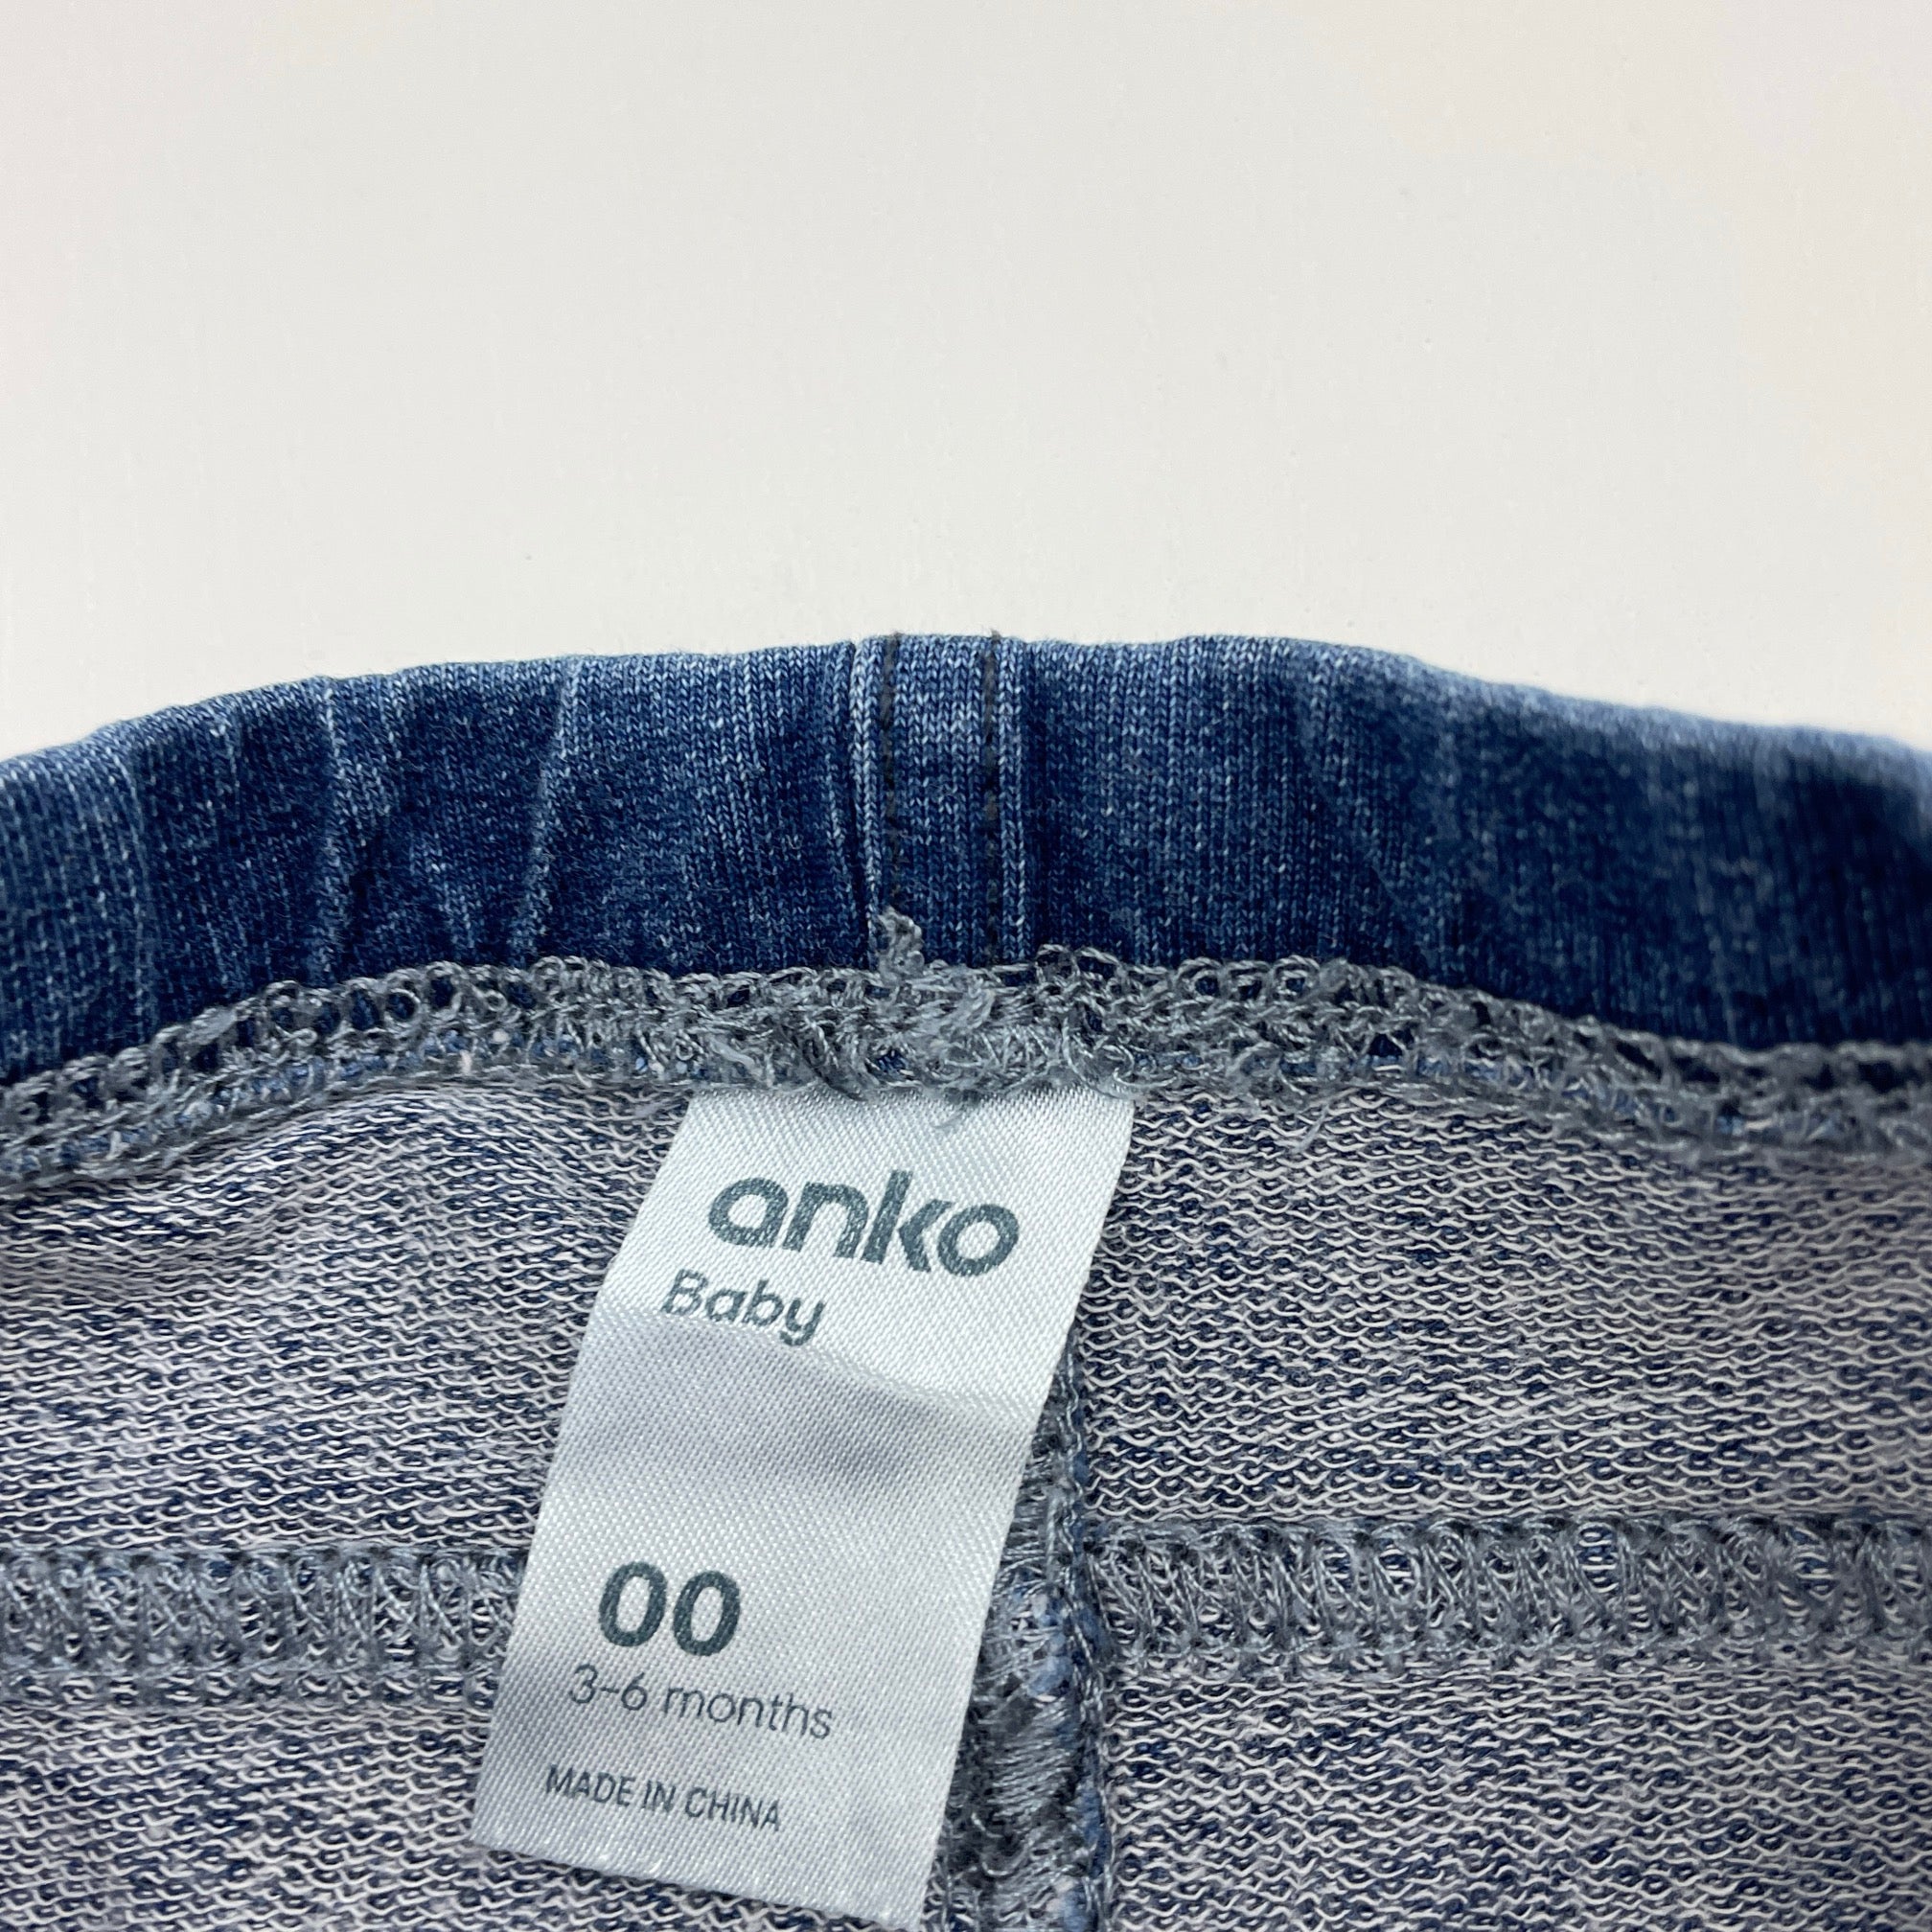 anko
Baby
00
3-6 months
MADE IN CHINA